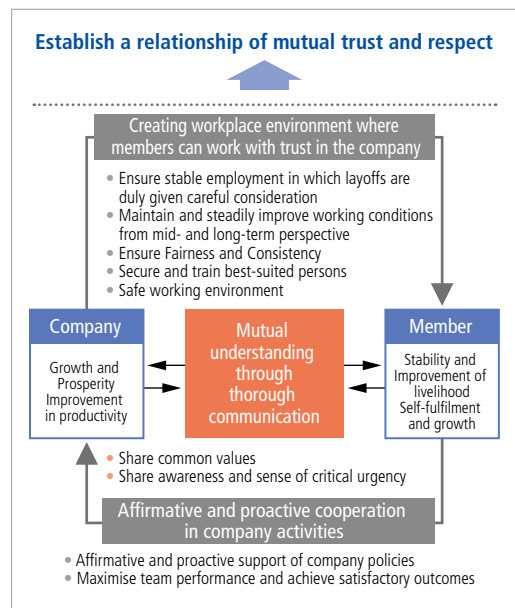 Establish a relationship of mutual trust and respect
Creating workplace environment where
members can work with trust in the company
• Ensure stable employment in which layoffs are
duly given careful consideration
• Maintain and steadily improve working conditions
from mid- and long-term perspective
• Ensure Fairness and Consistency
• Secure and train best-suited persons
• Safe working environment
Company
Growth and
Prosperity
Improvement
in productivity
Mutual
understanding
through
thorough
communication
Member
Stability and
Improvement of
livelihood
Self-fulfilment
and growth
• Share common values
• Share awareness and sense of critical urgency
Affirmative and proactive cooperation
in company activities
• Affirmative and proactive support of company policies
• Maximise team performance and achieve satisfactory outcomes